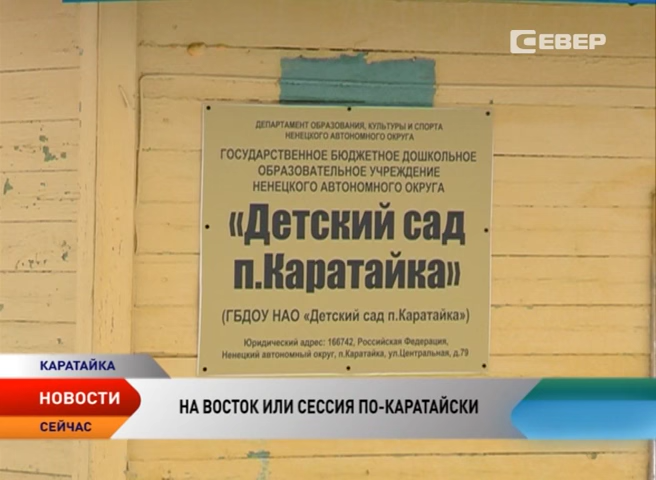 СЕВЕР
ДЕПАРТАМЕНТ ОБРАЗОВАНИЯ, КУЛЬТУРЫ И СПОРТА
НЕНЕЦКОГО АВТОНОМНОГО ОКРУГА
ГОСУДАРСТВЕННОЕ БЮДЖЕТНОЕ ДОШКОЛЬНОЕ
ОБРАЗОВАТЕЛЬНОЕ УЧРЕЖДЕНИЕ
НЕНЕЦКОГО АВТОНОМНОГО ОКРУГА
«Детский сад
п.Каратайка»
(ГБДОУ НАО «Детский сад п.Каратайка»)
Юридический адрес: 166742, Российская Федерация,
Ненецкий автономный округ, п.Каратайка, ул.Центральная, д.79
КАРАТАЙКА
НОВОСТИ
СЕЙЧАС
НА ВОСТОК ИЛИ СЕССИЯ ПО-КАРАТАЙСКИ